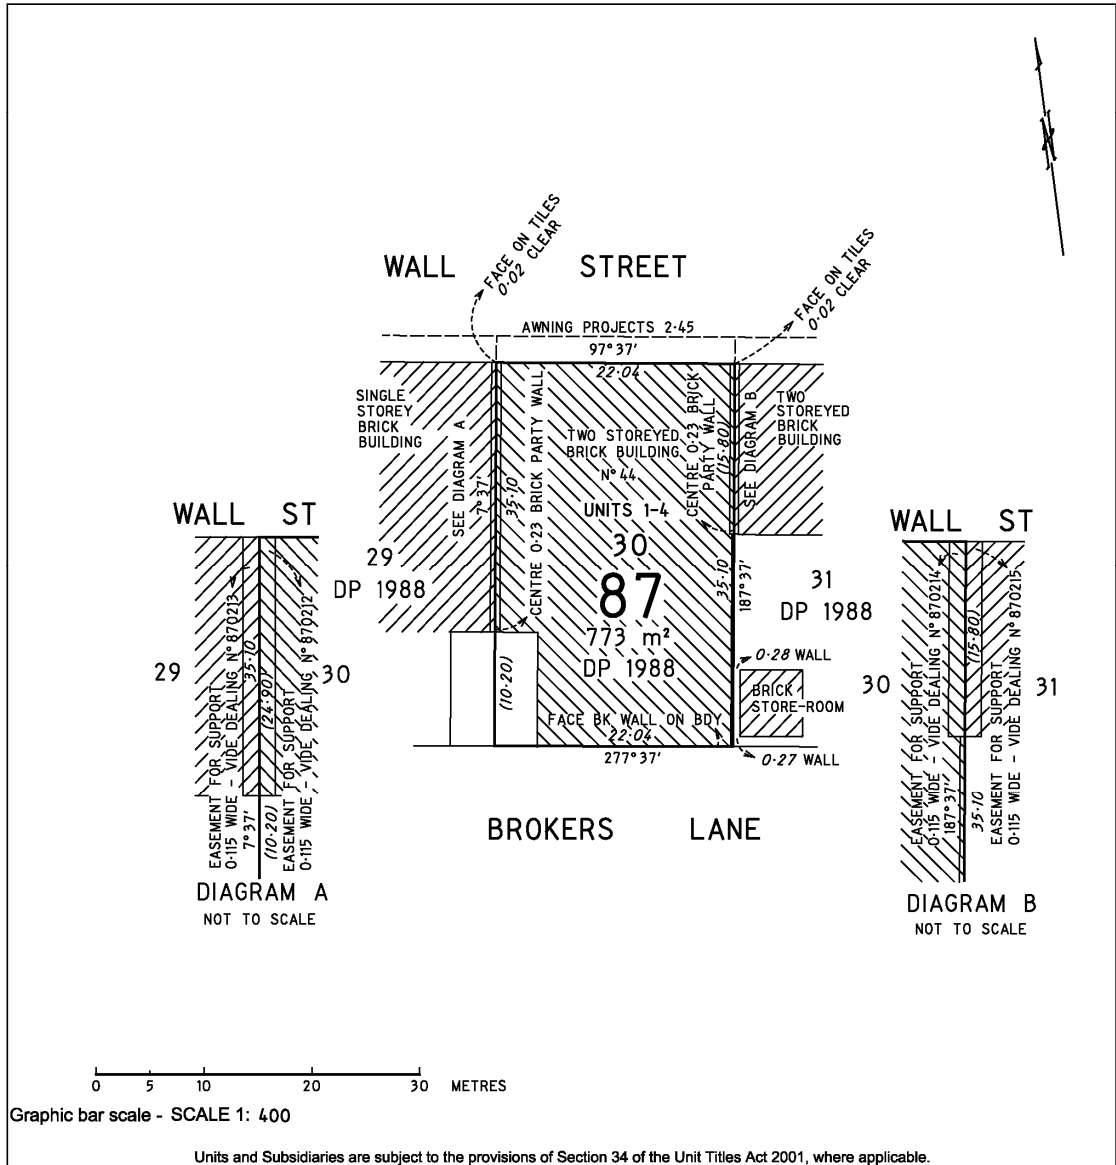 FACE ON TILES
0·02 CLEAR
FACE ON TILES
0·02 CLEAR
WALL STREET
AWNING PROJECTS 2·45
97°37'
22·04
SINGLE
STOREY
BRICK
BUILDING
SEE DIAGRAM A
7°37'
35·10
CENTRE 0·23 BRICK PARTY WALL
TWO STOREYED
BRICK BUILDING
N° 44
UNITS 1-4
30
87
773 m²
DP 1988
CENTRE 0·23 BRICK
PARTY WALL
(15·80)
SEE DIAGRAM B
TWO
STOREYED
BRICK
BUILDING
29
DP 1988
35·10
187°37'
31
DP 1988
(10·20)
0·28 WALL
BRICK
STORE-ROOM
FACE BK WALL ON BDY
22·04
277°37'
0·27 WALL
BROKERS LANE
WALL ST
29
30
EASEMENT FOR SUPPORT
0·115 WIDE - VIDE DEALING N° 870213
7°37'
35·10
(24·90)
(10·20)
EASEMENT FOR SUPPORT
0·115 WIDE - VIDE DEALING N° 870212
DIAGRAM A
NOT TO SCALE
WALL ST
30
31
EASEMENT FOR SUPPORT
0·115 WIDE - VIDE DEALING N° 870214
187°37'
(15·80)
35·10
EASEMENT FOR SUPPORT
0·115 WIDE - VIDE DEALING N° 870215
DIAGRAM B
NOT TO SCALE
0 5 10 20 30 METRES
Graphic bar scale - SCALE 1: 400
Units and Subsidiaries are subject to the provisions of Section 34 of the Unit Titles Act 2001, where applicable.